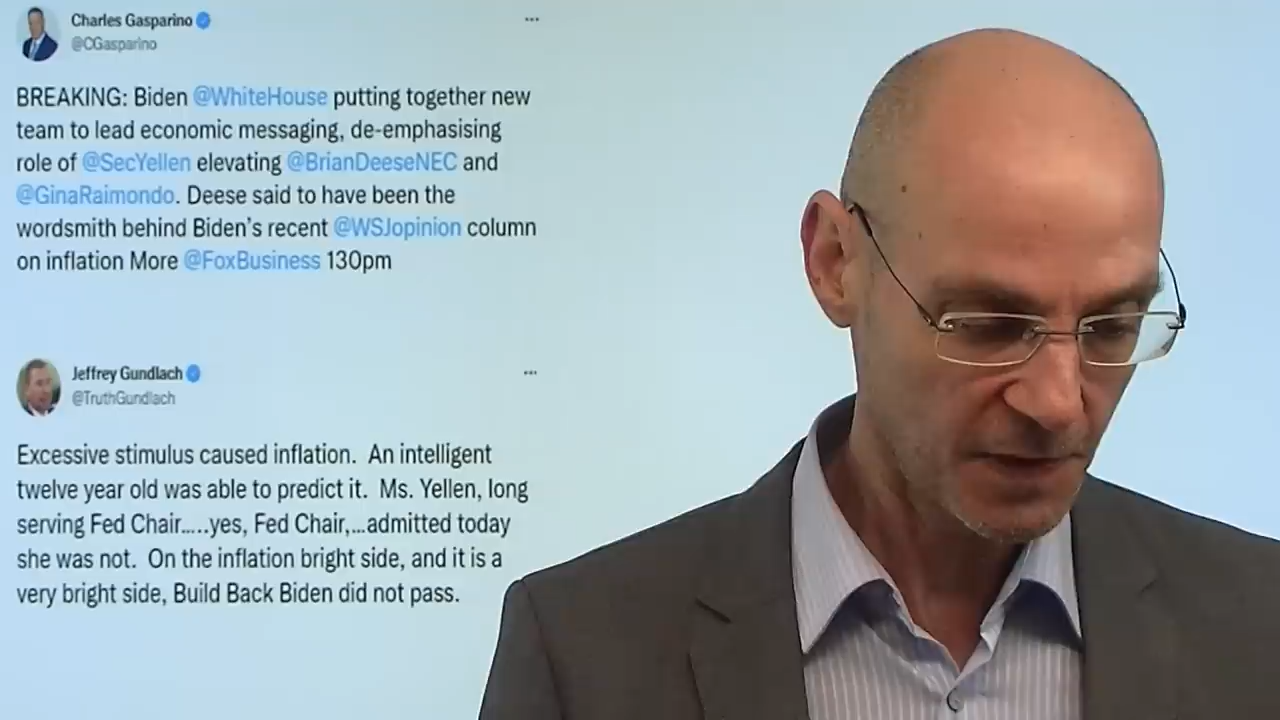 Charles Gasparino
@CGasparino
BREAKING: Biden @WhiteHouse putting together new
team to lead economic messaging, de-emphasising
role of @SecYellen elevating @BrianDeeseNEC and
@GinaRaimondo. Deese said to have been the
wordsmith behind Biden's recent @WSJopinion column
on inflation More @FoxBusiness 130pm
Jeffrey Gundlach
@TruthGundlach
Excessive stimulus caused inflation.  An intelligent
twelve year old was able to predict it.  Ms. Yellen, long
serving Fed Chair.....yes, Fed Chair,...admitted today
she was not.  On the inflation bright side, and it is a
very bright side, Build Back Biden did not pass.